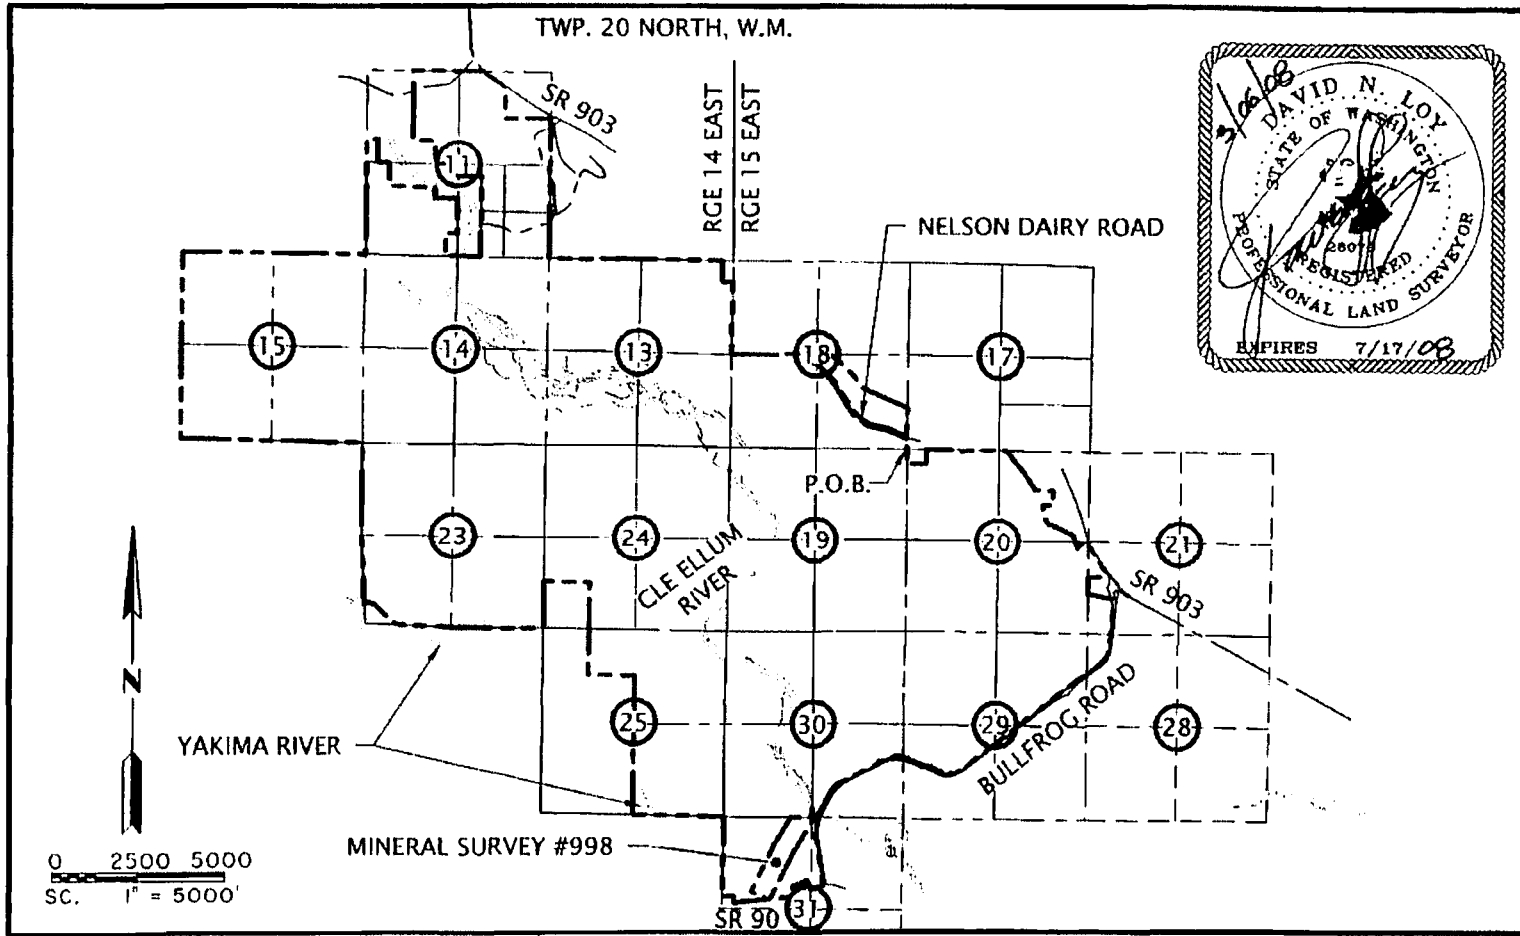 TWP. 20 NORTH, W.M.
RGE 14 EAST
RGE 15 EAST
SR 903
11
NELSON DAIRY ROAD
15
14
13
18
17
P.O.B.
23
24
19
20
21
CLE ELLUM
RIVER
SR 903
25
30
29
28
BULLFROG ROAD
YAKIMA RIVER
MINERAL SURVEY #998
SR 90
31
N
0 2500 5000
SC. 1" = 5000'
3/06/08
DAVID N. LOY
STATE OF WASHINGTON
REGISTERED
PROFESSIONAL LAND SURVEYOR
EXPIRES 7/17/08